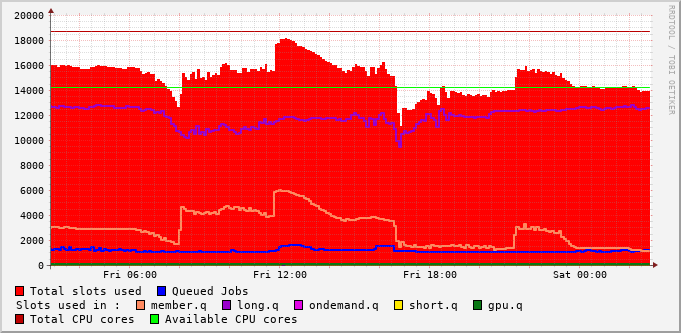 20000
18000
16000
14000
12000
10000
8000
6000
4000
2000
0
Fri 06:00 Fri 12:00 Fri 18:00 Sat 00:00
Total slots used Queued Jobs
Slots used in : member.q long.q ondemand.q short.q gpu.q
Total CPU cores Available CPU cores
RRDTOOL / TOBI OETIKER